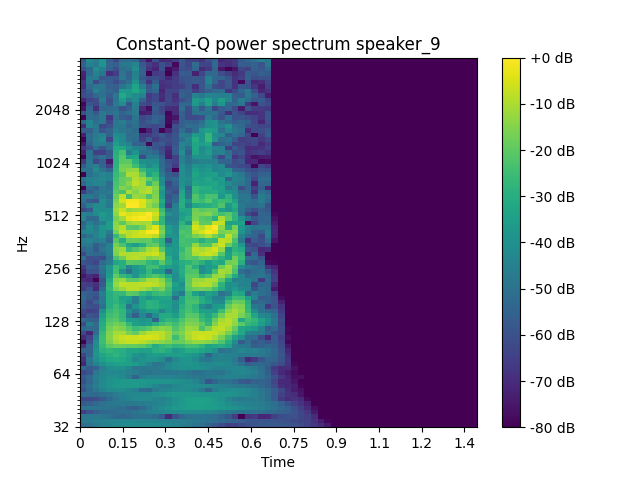 Constant-Q power spectrum speaker_9
Hz
2048
1024
512
256
128
64
32
0 0.15 0.3 0.45 0.6 0.75 0.9 1.1 1.2 1.4
Time
+0 dB
-10 dB
-20 dB
-30 dB
-40 dB
-50 dB
-60 dB
-70 dB
-80 dB